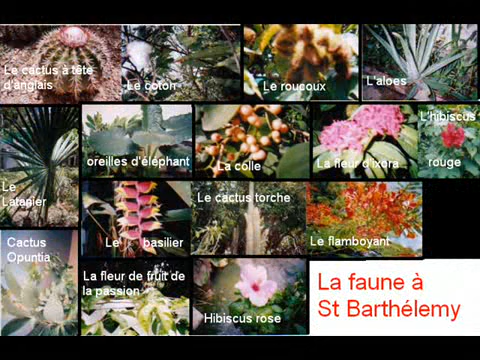 Le cactus à tête
d'anglais
Le coton
Le roucoux
L'aloes
Le
Latanier
oreilles d'éléphant
La colle
La fleur d'ixora
L'hibiscus
rouge
Cactus
Opuntia
Le basilier
Le cactus torche
Le flamboyant
La fleur de fruit de
la passion
Hibiscus rose
La faune à
St Barthélemy